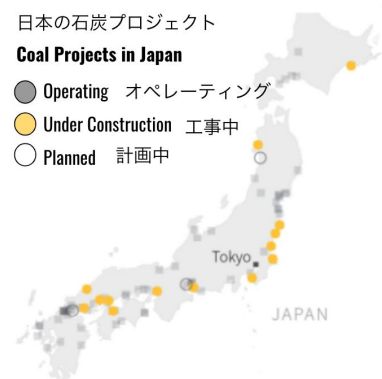 日本の石炭プロジェクト
Coal Projects in Japan
Operating オペレーティング
Under Construction 工事中
Planned 計画中
Tokyo
JAPAN